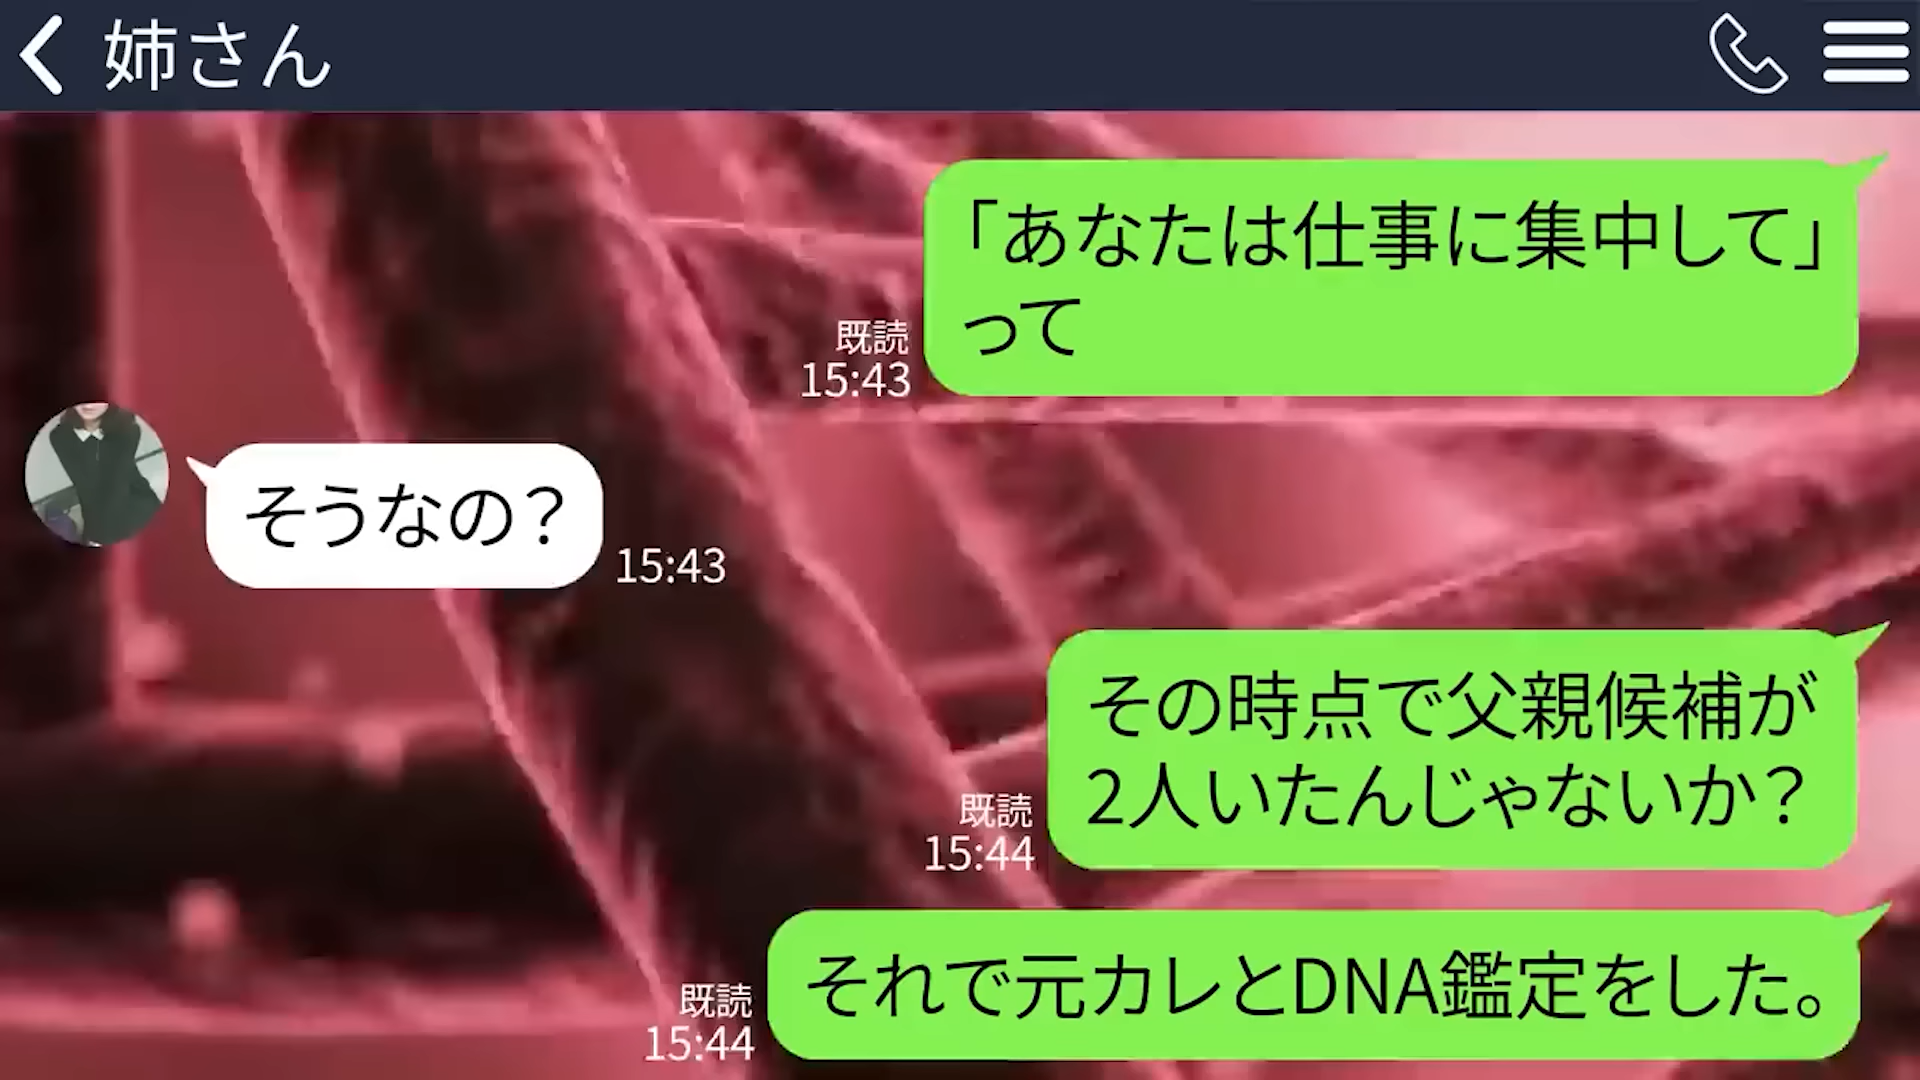 姉さん
「あなたは仕事に集中して」
って
既読
15:43
そうなの？
15:43
その時点で父親候補が
2人いたんじゃないか？
既読
15:44
それで元カレとDNA鑑定をした。
既読
15:44